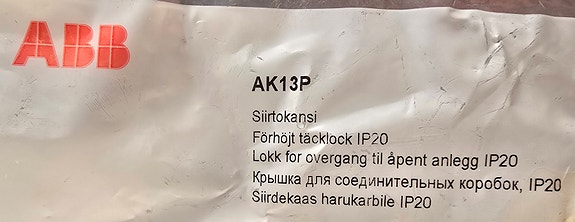 ABB
AK13P
Siirtokansi
Förhöjt täcklock IP20
Lokk for overgang til åpent anlegg IP20
Крышка для соединительных коробок, IP20
Siirdekaas harukarbile IP20